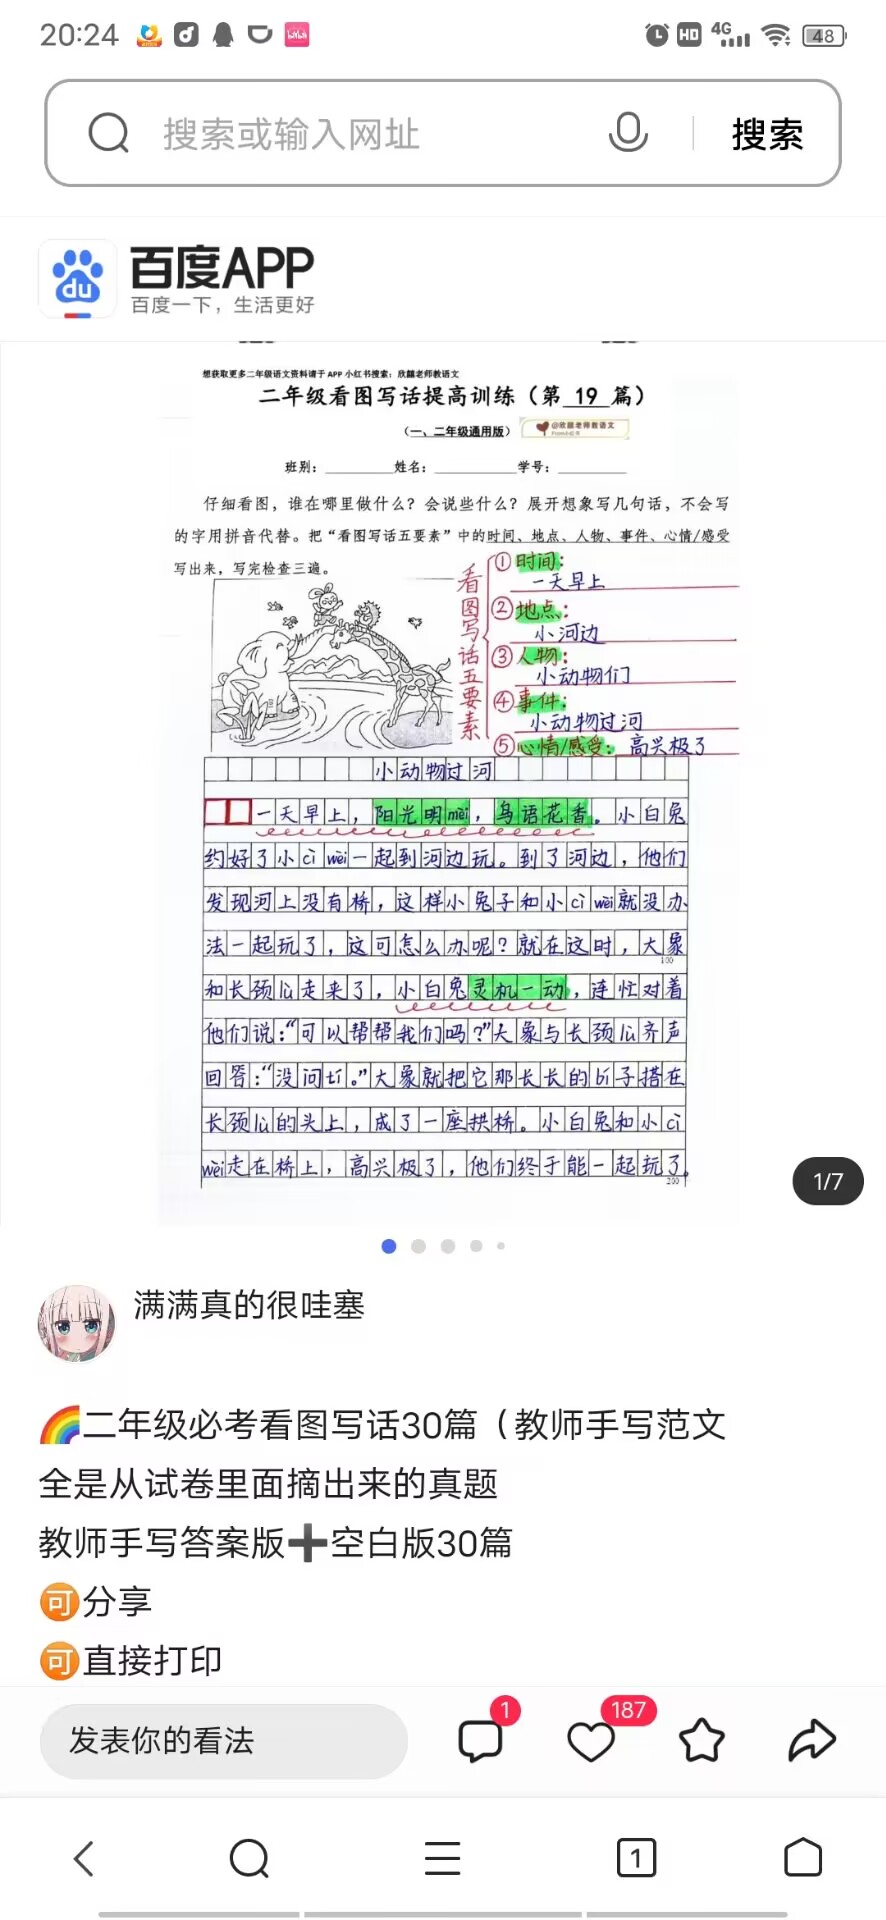 20:24
HD 4G 48
搜索或输入网址
搜索
du
百度APP
百度一下，生活更好
想获取更多二年级语文资料请于 APP 小红书搜索：欣囍老师教语文
二年级看图写话提高训练（第 19 篇）
（一、二年级通用版）
班别： 姓名： 学号：
仔细看图，谁在哪里做什么？会说些什么？展开想象写几句话，不会写
的字用拼音代替。把“看图写话五要素”中的时间、地点、人物、事件、心情/感受
写出来，写完检查三遍。
看图写话五要素
①时间：
一天早上
②地点：
小河边
③人物：
小动物们
④事件：
小动物过河
⑤心情/感受：高兴极了
小动物过河
一天早上，阳光明mèi，鸟语花香。小白兔
约好了小cì wèi一起到河边玩。到了河边，他们
发现河上没有桥，这样小兔子和小cì wèi就没办
法一起玩了，这可怎么办呢？就在这时，大象
100
和长颈lù走来了，小白兔灵机一动，连忙对着
他们说：“可以帮帮我们吗？”大象与长颈lù齐声
回答：“没问tí。”大象就把它那长长的bí子搭在
长颈lù的头上，成了一座拱桥。小白兔和小cì
wèi走在桥上，高兴极了，他们终于能一起玩了。
200
1/7
满满真的很哇塞
二年级必考看图写话30篇（教师手写范文
全是从试卷里面摘出来的真题
教师手写答案版➕空白版30篇
🉑分享
🉑直接打印
发表你的看法
1
187
1